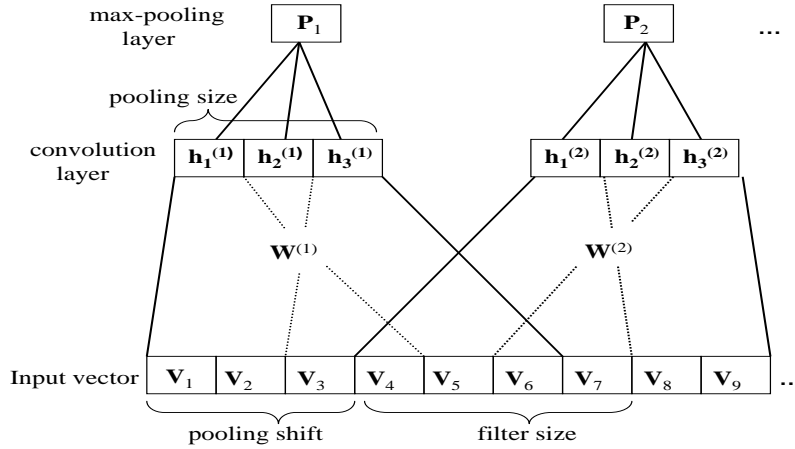 max-pooling layer P₁ P₂ ...
pooling size
convolution layer h₁⁽¹⁾ h₂⁽¹⁾ h₃⁽¹⁾ h₁⁽²⁾ h₂⁽²⁾ h₃⁽²⁾
W⁽¹⁾ W⁽²⁾
Input vector V₁ V₂ V₃ V₄ V₅ V₆ V₇ V₈ V₉ ..
pooling shift filter size